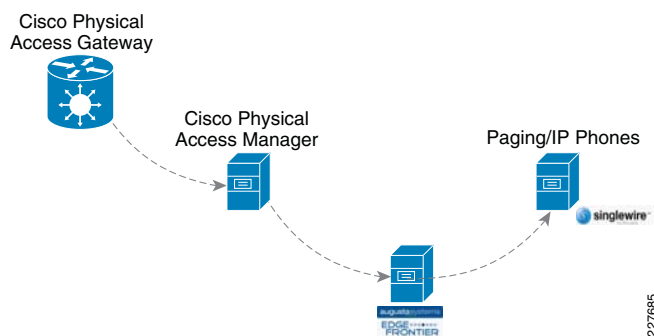 Cisco Physical
Access Gateway
Cisco Physical
Access Manager
Paging/IP Phones
singlewire
augustasystems
EDGE
FRONTIER
227685